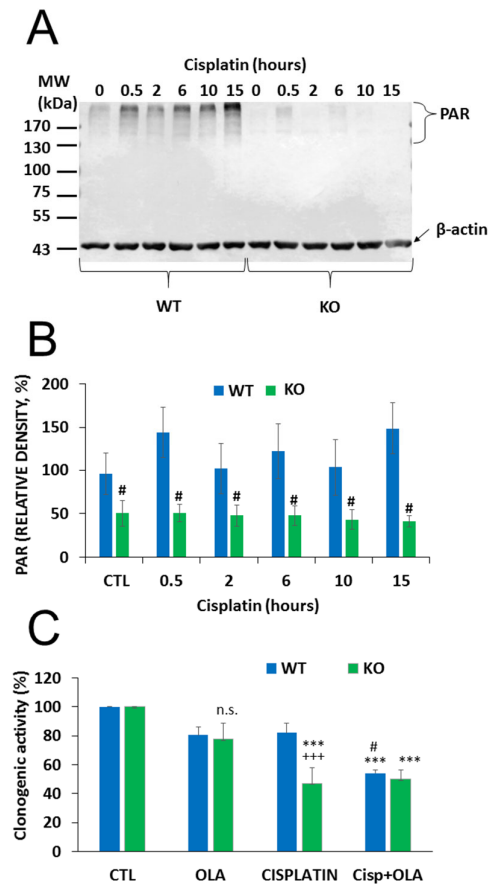 A
Cisplatin (hours)
MW
(kDa)
0 0.5 2 6 10 15 0 0.5 2 6 10 15
170
130
100
75
55
43
PAR
β-actin
WT KO
B
PAR (RELATIVE DENSITY, %)
200
150
100
50
0
WT KO
# # # # # #
CTL 0.5 2 6 10 15
Cisplatin (hours)
C
Clonogenic activity (%)
120
100
80
60
40
20
0
WT KO
n.s.
***
+++
#
*** ***
CTL OLA CISPLATIN Cisp+OLA